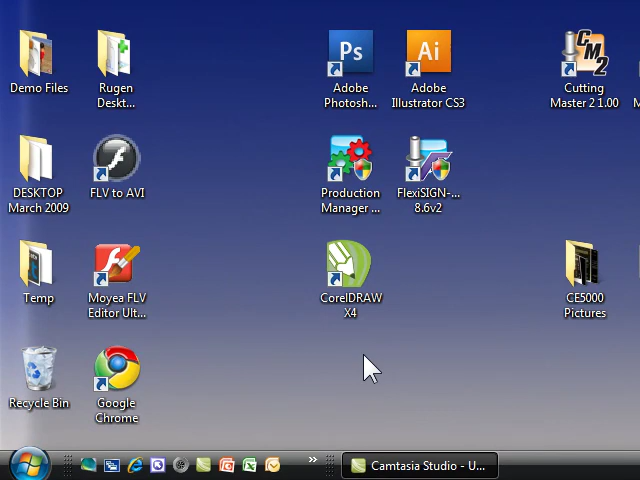 Demo Files
Rugen
Deskt...
Ps
Adobe
Photosh...
Ai
Adobe
Illustrator CS3
CM2
Cutting
Master 2 1.00
M
DESKTOP
March 2009
FLV to AVI
Production
Manager ...
FlexiSIGN-...
8.6v2
Temp
Moyea FLV
Editor Ult...
CorelDRAW
X4
CE5000
Pictures
Recycle Bin
Google
Chrome
Camtasia Studio - U...